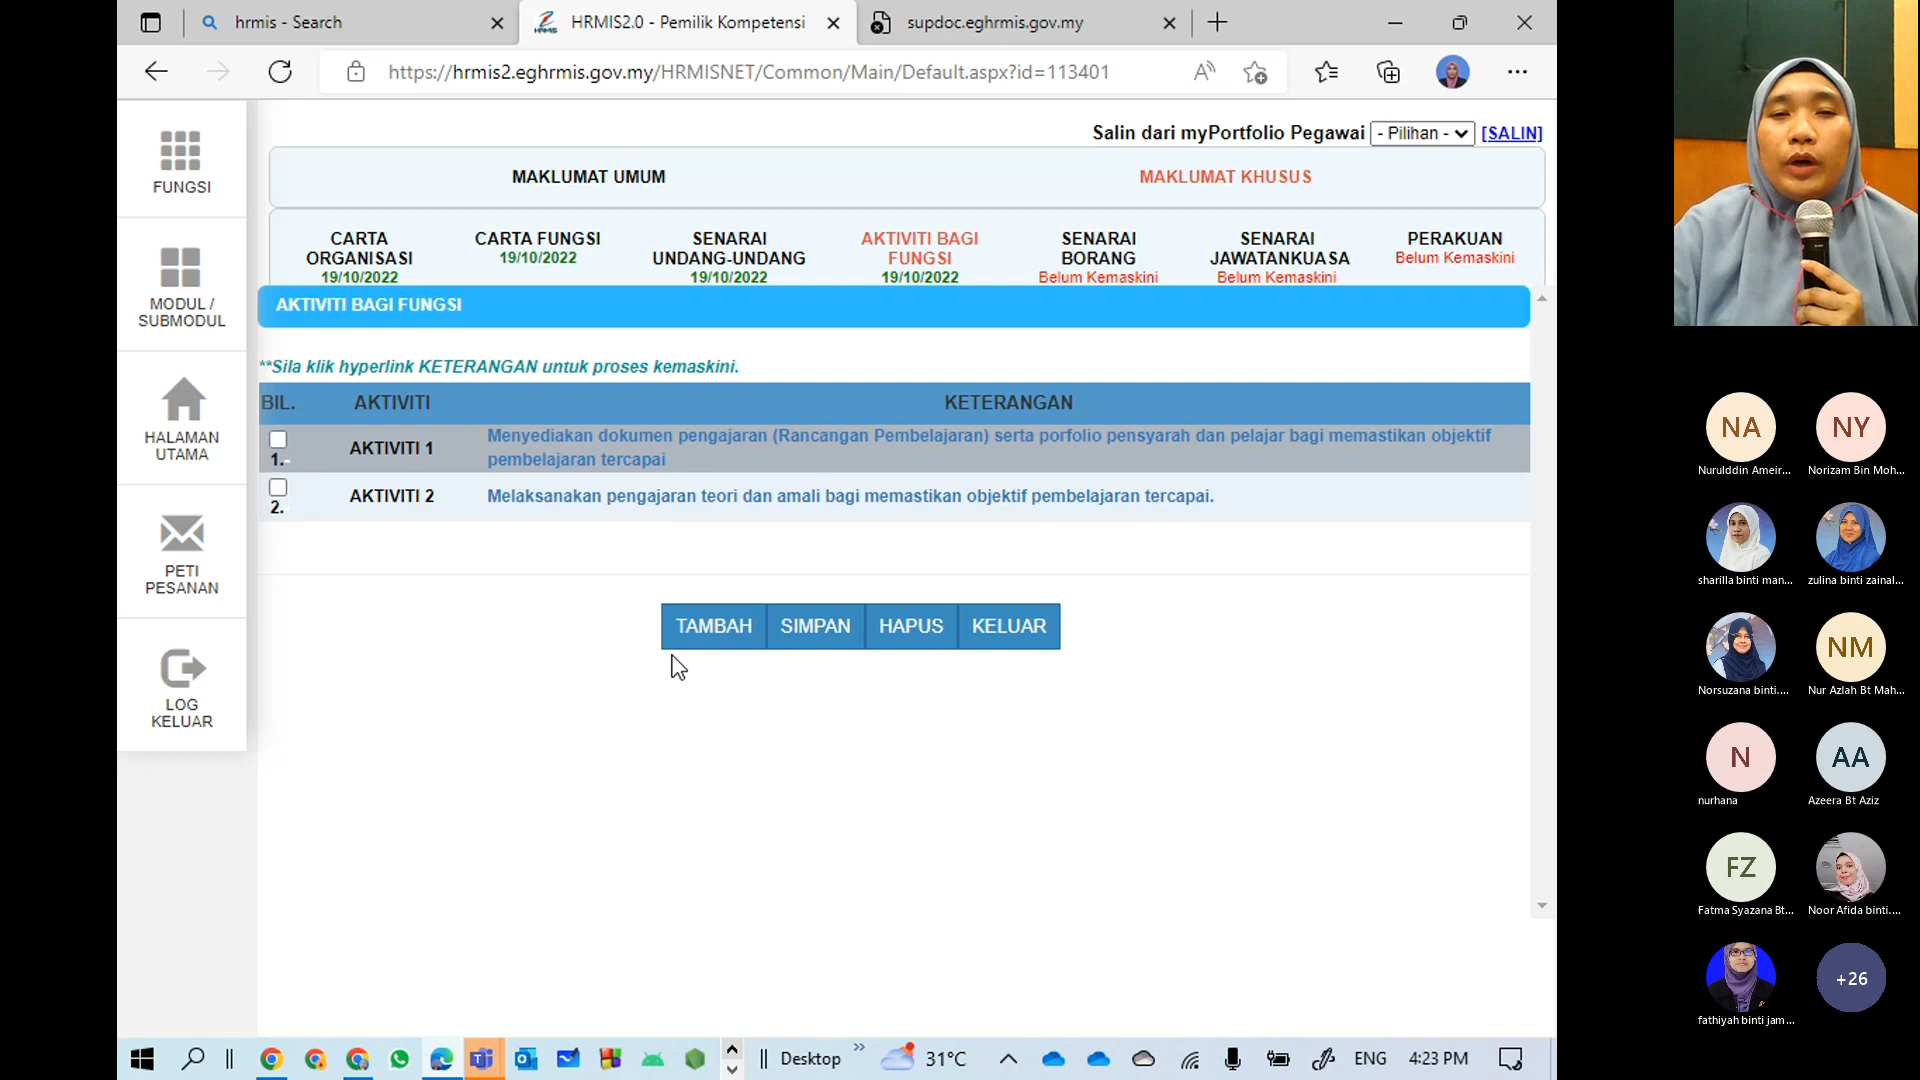 hrmis - Search
HRMIS2.0 - Pemilik Kompetensi
supdoc.eghrmis.gov.my
https://hrmis2.eghrmis.gov.my/HRMISNET/Common/Main/Default.aspx?id=113401
FUNGSI
MODUL /
SUBMODUL
HALAMAN
UTAMA
PETI
PESANAN
LOG
KELUAR
Salin dari myPortfolio Pegawai - Pilihan - [SALIN]
MAKLUMAT UMUM
MAKLUMAT KHUSUS
CARTA
ORGANISASI
19/10/2022
CARTA FUNGSI
19/10/2022
SENARAI
UNDANG-UNDANG
19/10/2022
AKTIVITI BAGI
FUNGSI
19/10/2022
SENARAI
BORANG
Belum Kemaskini
SENARAI
JAWATANKUASA
Belum Kemaskini
PERAKUAN
Belum Kemaskini
AKTIVITI BAGI FUNGSI
**Sila klik hyperlink KETERANGAN untuk proses kemaskini.
BIL. AKTIVITI KETERANGAN
1.- AKTIVITI 1 Menyediakan dokumen pengajaran (Rancangan Pembelajaran) serta porfolio pensyarah dan pelajar bagi memastikan objektif
pembelajaran tercapai
2. AKTIVITI 2 Melaksanakan pengajaran teori dan amali bagi memastikan objektif pembelajaran tercapai.
TAMBAH SIMPAN HAPUS KELUAR
NA
Nurulddin Ameir...
NY
Norizam Bin Moh...
sharilla binti man...
zulina binti zainal...
Norsuzana binti....
NM
Nur Azlah Bt Mah...
N
nurhana
AA
Azeera Bt Aziz
FZ
Fatma Syazana Bt...
Noor Afida binti....
fathiyah binti jam...
+26
Desktop
31°C
ENG
4:23 PM